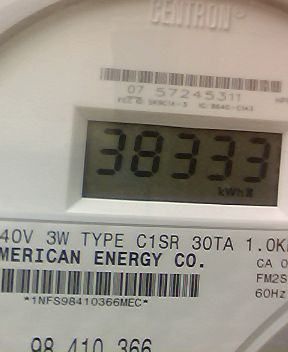 CENTRON®
07 57245311
38333
kWh
40V 3W TYPE C1SR 30TA 1.0K
MERICAN ENERGY CO.
CA 0
FM2S
60Hz
*1NFS98410366MEC*
98 410 366